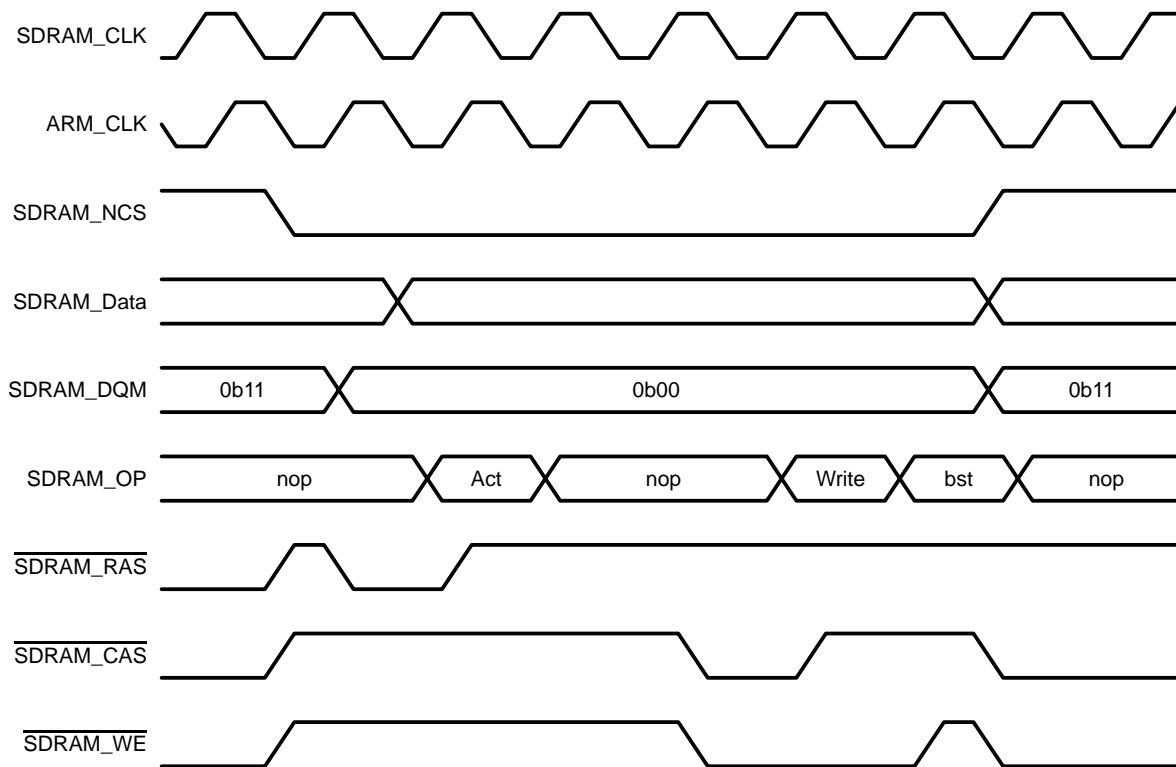 SDRAM_CLK
ARM_CLK
SDRAM_NCS
SDRAM_Data
SDRAM_DQM 0b11 0b00 0b11
SDRAM_OP nop Act nop Write bst nop
SDRAM_RAS
SDRAM_CAS
SDRAM_WE